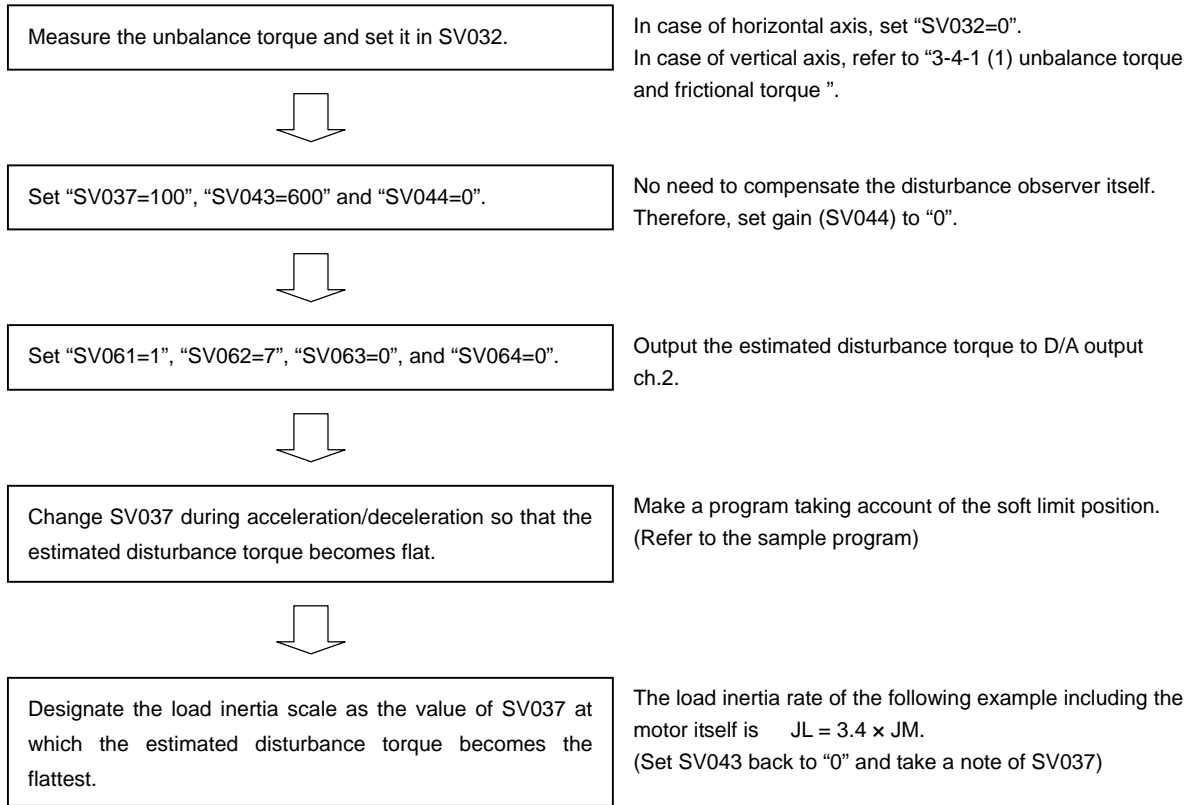 Measure the unbalance torque and set it in SV032.
In case of horizontal axis, set “SV032=0”.
In case of vertical axis, refer to “3-4-1 (1) unbalance torque
and frictional torque ”.
Set “SV037=100”, “SV043=600” and “SV044=0”.
No need to compensate the disturbance observer itself.
Therefore, set gain (SV044) to “0”.
Set “SV061=1”, “SV062=7”, “SV063=0”, and “SV064=0”.
Output the estimated disturbance torque to D/A output
ch.2.
Change SV037 during acceleration/deceleration so that the
estimated disturbance torque becomes flat.
Make a program taking account of the soft limit position.
(Refer to the sample program)
Designate the load inertia scale as the value of SV037 at
which the estimated disturbance torque becomes the
flattest.
The load inertia rate of the following example including the
motor itself is JL = 3.4 × JM.
(Set SV043 back to “0” and take a note of SV037)